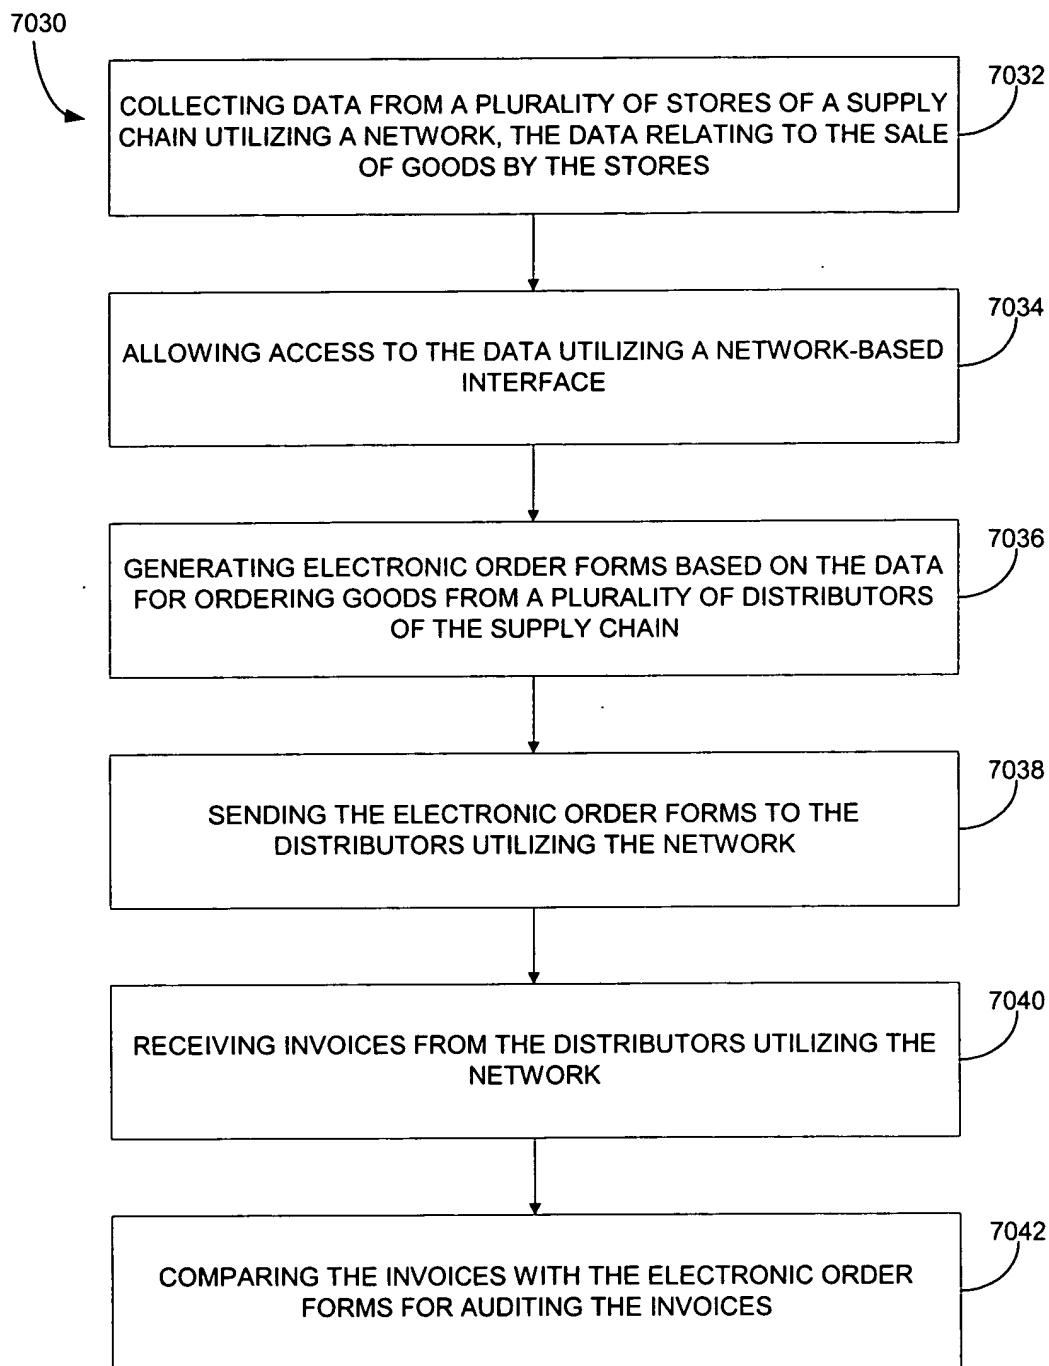 7030
7032
COLLECTING DATA FROM A PLURALITY OF STORES OF A SUPPLY
CHAIN UTILIZING A NETWORK, THE DATA RELATING TO THE SALE
OF GOODS BY THE STORES
7034
ALLOWING ACCESS TO THE DATA UTILIZING A NETWORK-BASED
INTERFACE
7036
GENERATING ELECTRONIC ORDER FORMS BASED ON THE DATA
FOR ORDERING GOODS FROM A PLURALITY OF DISTRIBUTORS
OF THE SUPPLY CHAIN
7038
SENDING THE ELECTRONIC ORDER FORMS TO THE
DISTRIBUTORS UTILIZING THE NETWORK
7040
RECEIVING INVOICES FROM THE DISTRIBUTORS UTILIZING THE
NETWORK
7042
COMPARING THE INVOICES WITH THE ELECTRONIC ORDER
FORMS FOR AUDITING THE INVOICES